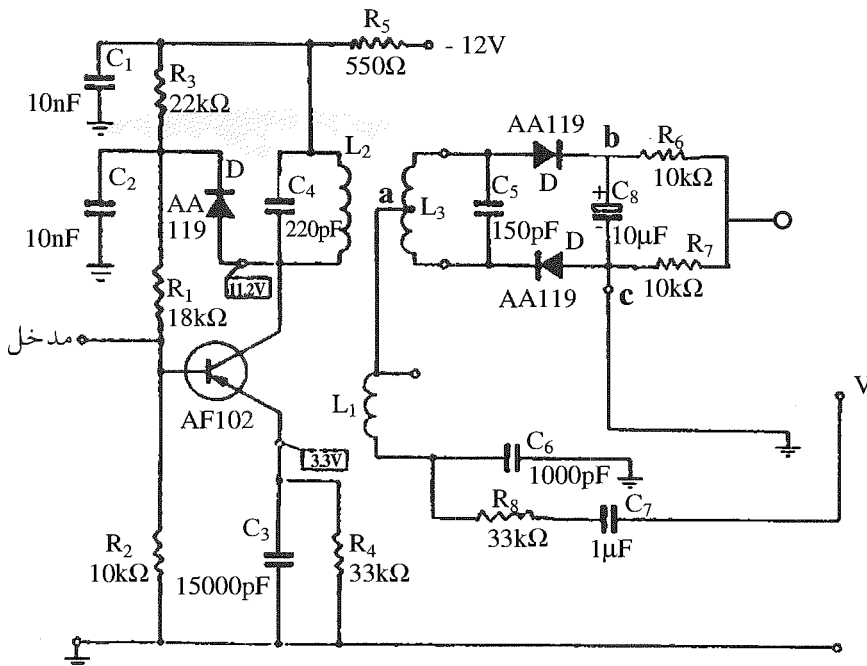 C₁
10nF
R₃
22kΩ
R₅
550Ω
- 12V
C₂
10nF
D
AA
119
C₄
220pF
L₂
11.2V
R₁
18kΩ
مدخل
AF102
3.3V
R₂
10kΩ
C₃
15000pF
R₄
33kΩ
a
L₃
C₅
150pF
AA119
D
b
C₈
+
-
10μF
D
AA119
c
R₆
10kΩ
R₇
10kΩ
L₁
C₆
1000pF
R₈
33kΩ
C₇
1μF
V